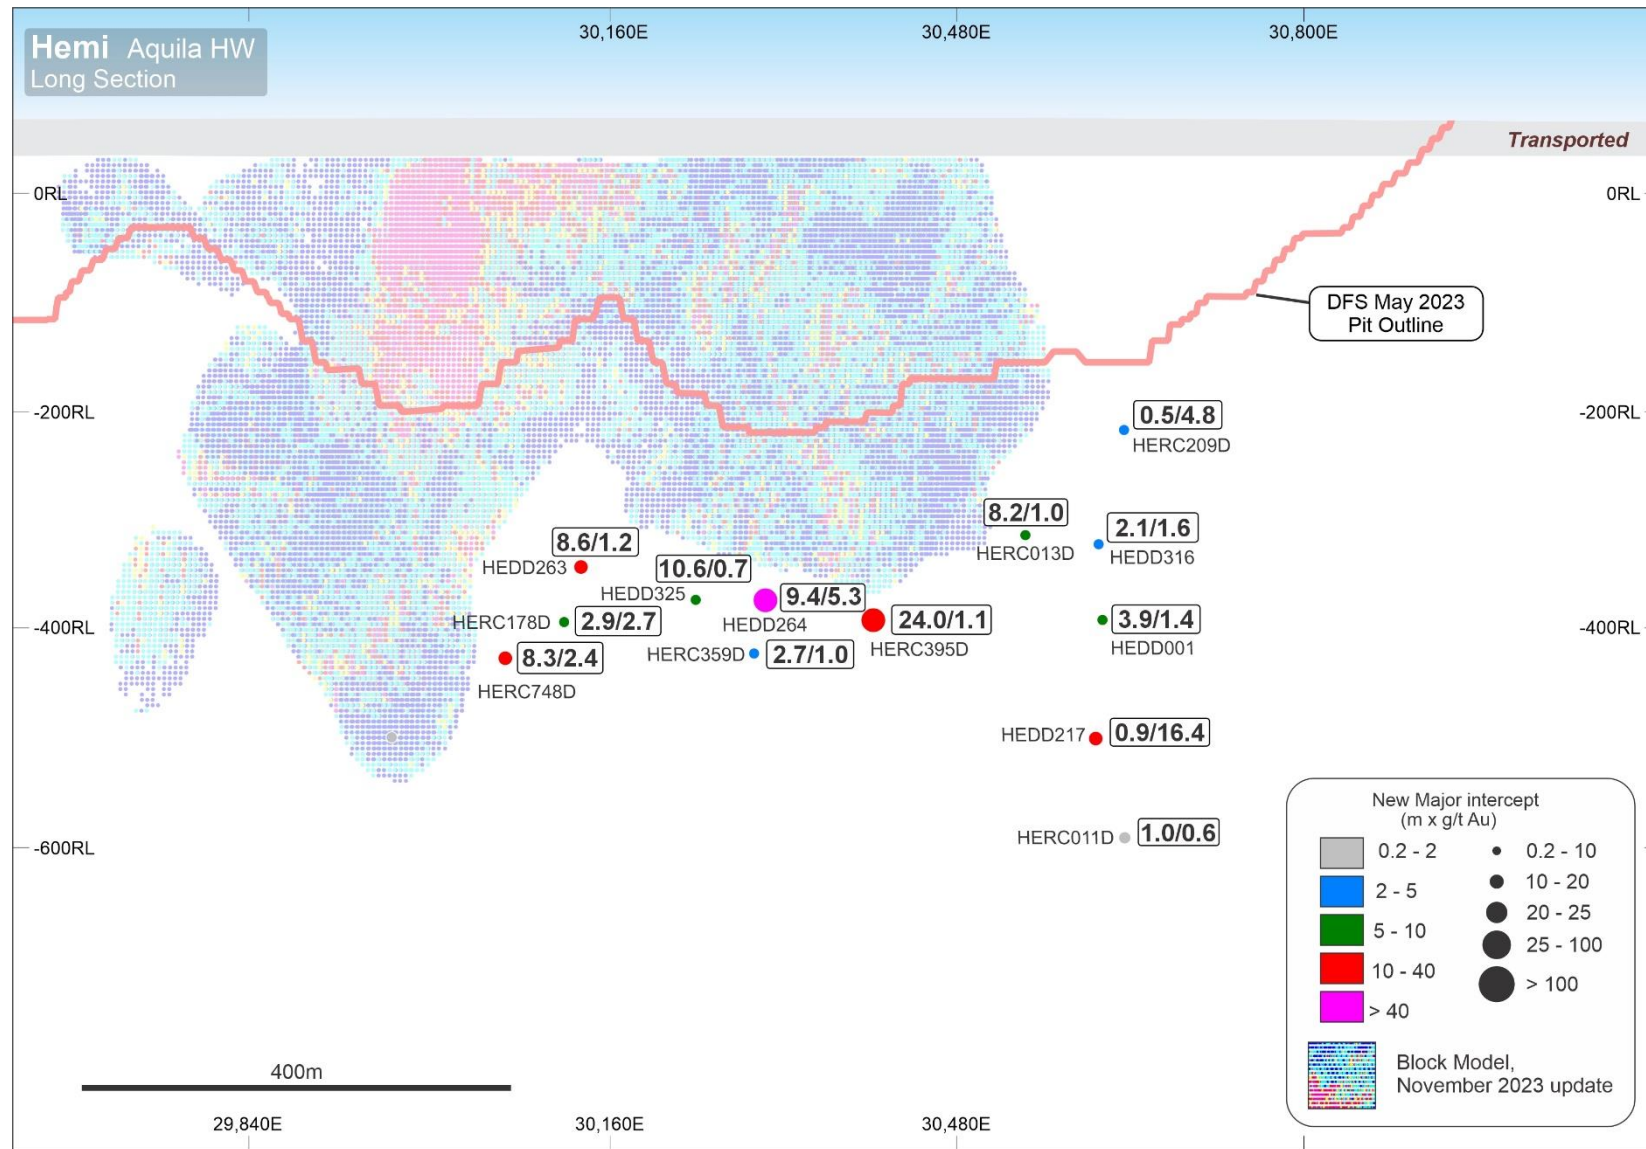 30,160E
30,480E
30,800E
Hemi Aquila HW
Long Section
Transported
0RL
0RL
DFS May 2023
Pit Outline
-200RL
-200RL
0.5/4.8
HERC209D
8.2/1.0
HERC013D
2.1/1.6
HEDD316
8.6/1.2
HEDD263
10.6/0.7
HEDD325
9.4/5.3
HEDD264
HERC178D
2.9/2.7
24.0/1.1
HERC395D
3.9/1.4
HEDD001
-400RL
-400RL
HERC359D
2.7/1.0
8.3/2.4
HERC748D
HEDD217
0.9/16.4
HERC011D
1.0/0.6
-600RL
New Major intercept
(m x g/t Au)
0.2 - 2
0.2 - 10
2 - 5
10 - 20
5 - 10
20 - 25
10 - 40
25 - 100
> 40
> 100
Block Model,
November 2023 update
400m
29,840E
30,160E
30,480E